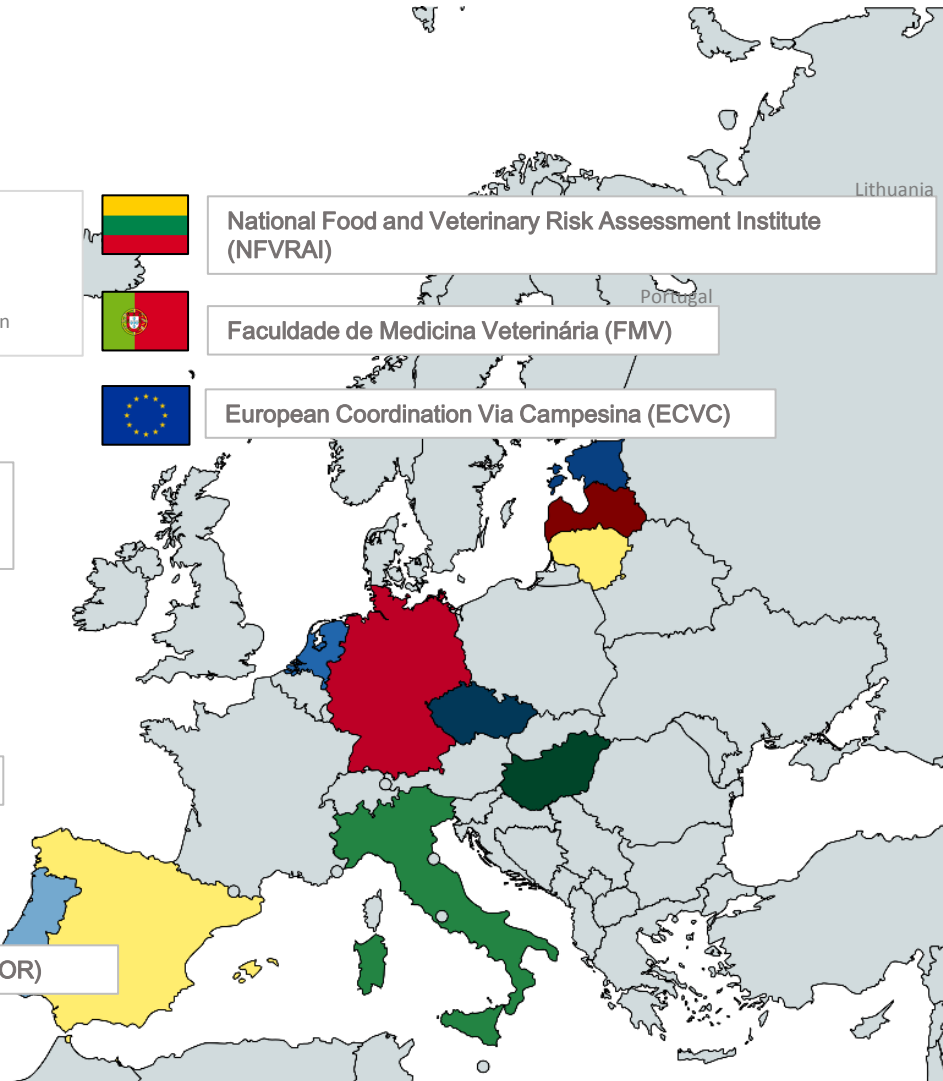 Lithuania
National Food and Veterinary Risk Assessment Institute
(NFVRAI)
Portugal
n
Faculdade de Medicina Veterinária (FMV)
European Coordination Via Campesina (ECVC)
OR)